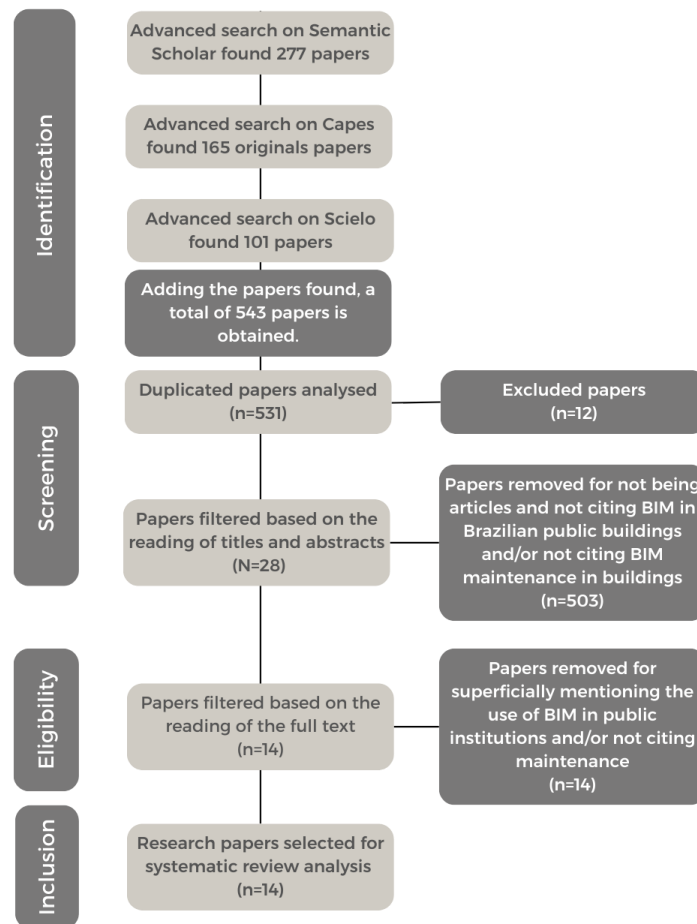 Identification
Advanced search on Semantic
Scholar found 277 papers
Advanced search on Capes
found 165 originals papers
Advanced search on Scielo
found 101 papers
Adding the papers found, a
total of 543 papers is
obtained.
Screening
Duplicated papers analysed
(n=531)
Excluded papers
(n=12)
Papers filtered based on the
reading of titles and abstracts
(N=28)
Papers removed for not being
articles and not citing BIM in
Brazilian public buildings
and/or not citing BIM
maintenance in buildings
(n=503)
Eligibility
Papers filtered based on the
reading of the full text
(n=14)
Papers removed for
superficially mentioning the
use of BIM in public
institutions and/or not citing
maintenance
(n=14)
Inclusion
Research papers selected for
systematic review analysis
(n=14)